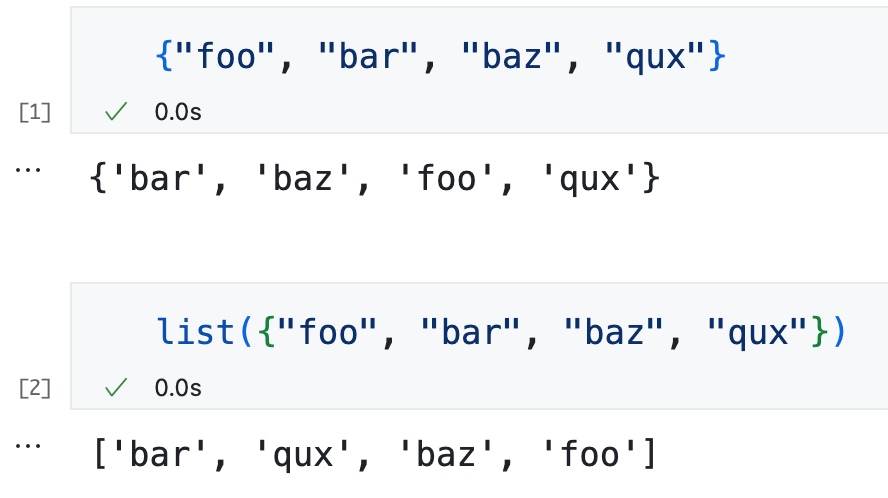 {"foo", "bar", "baz", "qux"}
[1] ✓ 0.0s
... {'bar', 'baz', 'foo', 'qux'}
list({"foo", "bar", "baz", "qux"})
[2] ✓ 0.0s
... ['bar', 'qux', 'baz', 'foo']